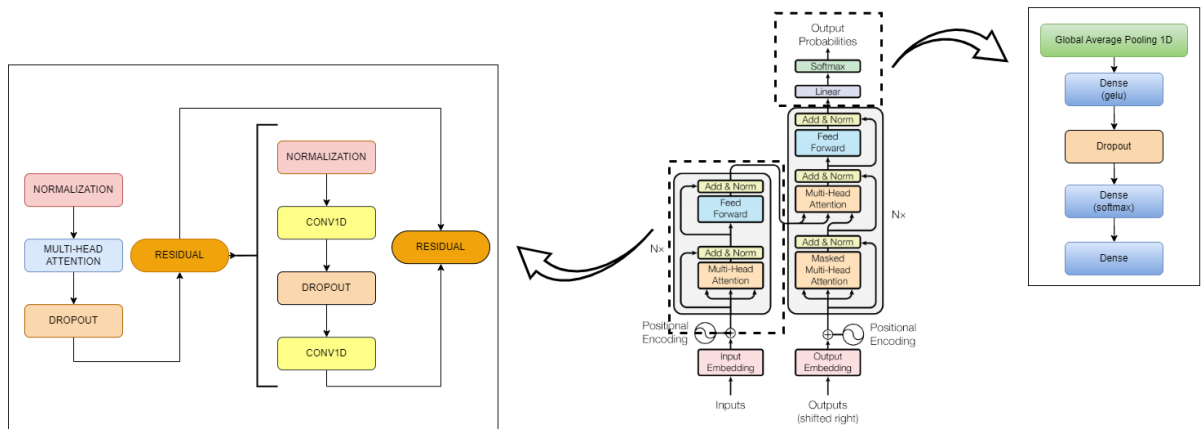 NORMALIZATION
MULTI-HEAD
ATTENTION
DROPOUT
RESIDUAL
NORMALIZATION
CONV1D
DROPOUT
CONV1D
RESIDUAL
Output
Probabilities
Softmax
Linear
Add & Norm
Feed
Forward
Add & Norm
Multi-Head
Attention
Add & Norm
Masked
Multi-Head
Attention
N×
Add & Norm
Feed
Forward
Add & Norm
Multi-Head
Attention
N×
Positional
Encoding
Positional
Encoding
Input
Embedding
Output
Embedding
Inputs
Outputs
(shifted right)
Global Average Pooling 1D
Dense
(gelu)
Dropout
Dense
(softmax)
Dense